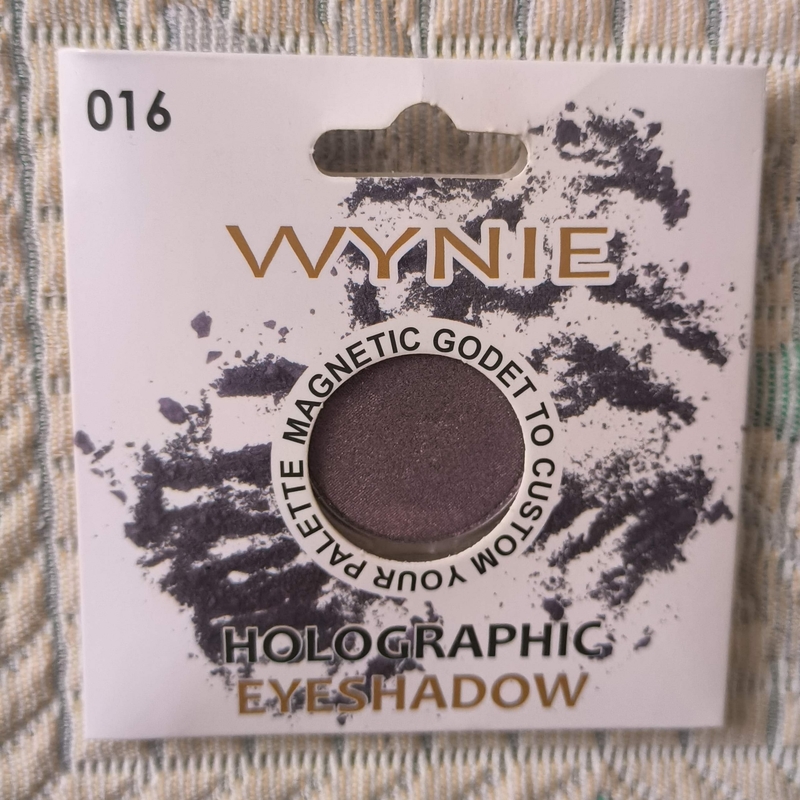 016
WYNIE
MAGNETIC GODET TO CUSTOM YOUR PALETTE
HOLOGRAPHIC
EYESHADOW